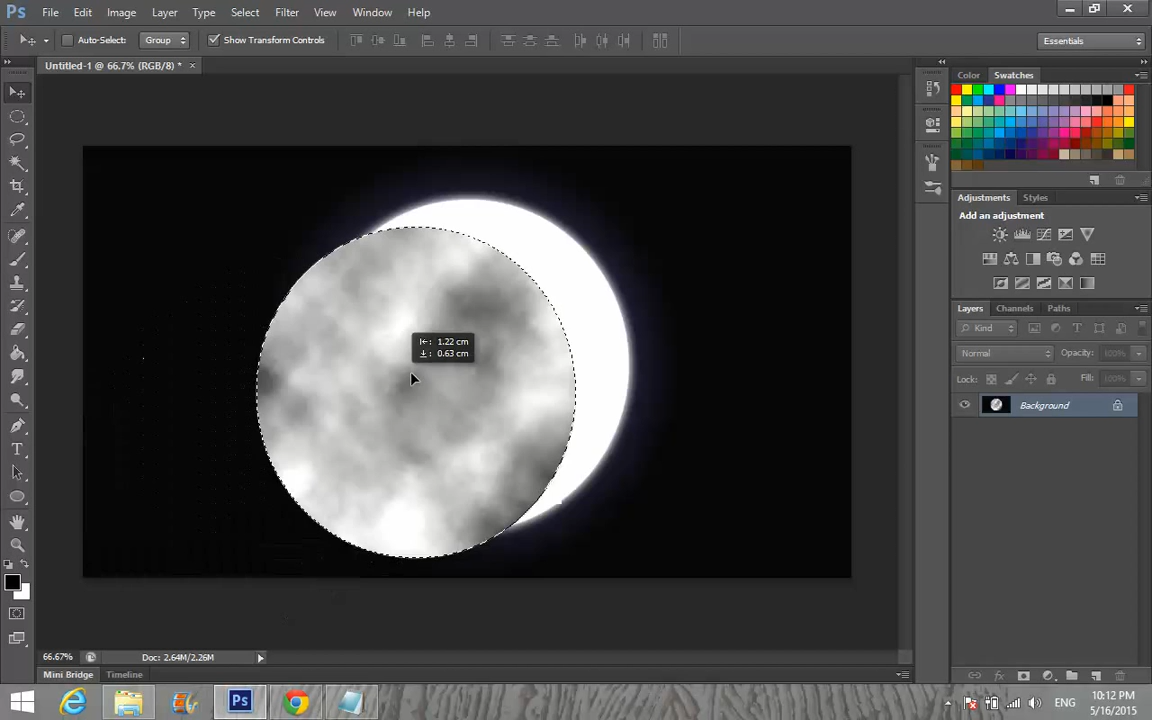 Ps File Edit Image Layer Type Select Filter View Window Help
Auto-Select: Group Show Transform Controls Essentials
Untitled-1 @ 66.7% (RGB/8) * ×
Color Swatches
Adjustments Styles
Add an adjustment
Layers Channels Paths
Kind
Normal Opacity: 100%
Lock: Fill: 100%
Background
1.22 cm
0.63 cm
66.67% Doc: 2.64M/2.26M
Mini Bridge Timeline
Ps ENG 10:12 PM
5/16/2015